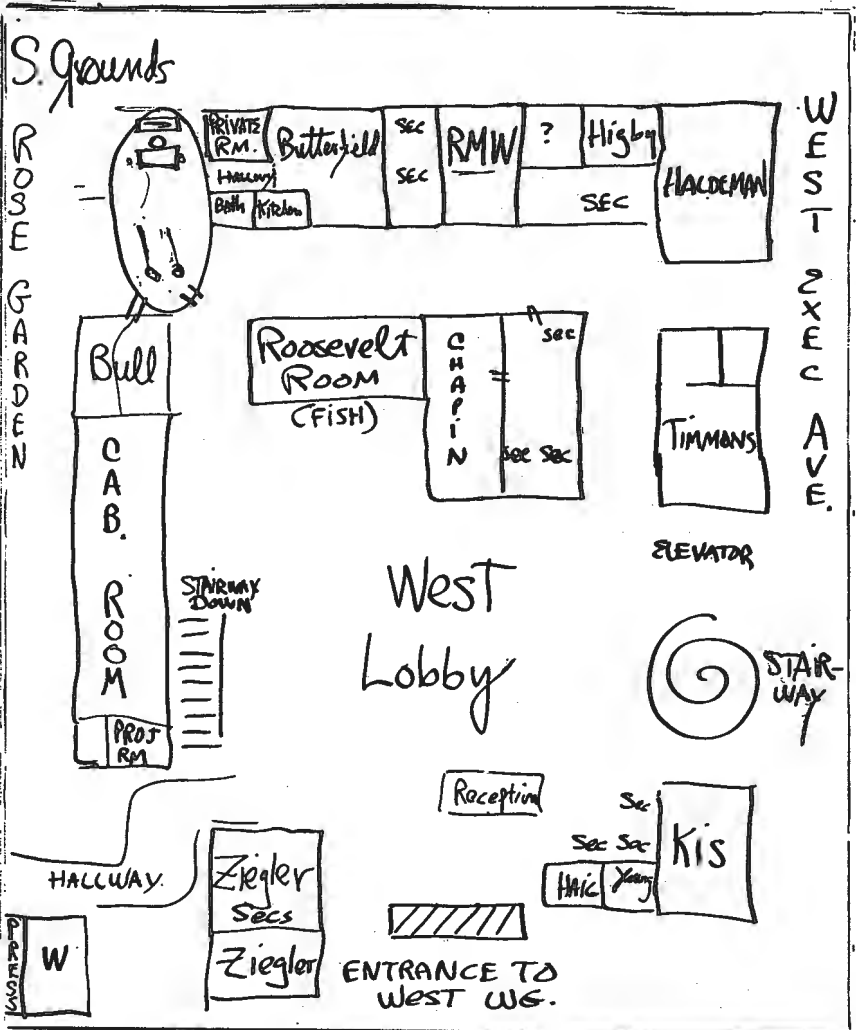 S. Grounds
ROSE GARDEN
PRIVATE
RM.
Hallway
Bath
Kitchen
Butterfield
SEC
SEC
RMW
?
Higby
SEC
HALDEMAN
WEST EXEC AVE.
Bull
Roosevelt
ROOM
(FISH)
CHAPIN
sec
sec sec
TIMMONS
ELEVATOR
CAB. ROOM
STAIRWAY
DOWN
West
Lobby
STAIR-
WAY
PROJ
RM
Reception
Sec
Sec Sec
Kis
HAIG
Young
HALLWAY
Ziegler
Secs
Ziegler
PRESS
W
ENTRANCE TO
WEST WG.